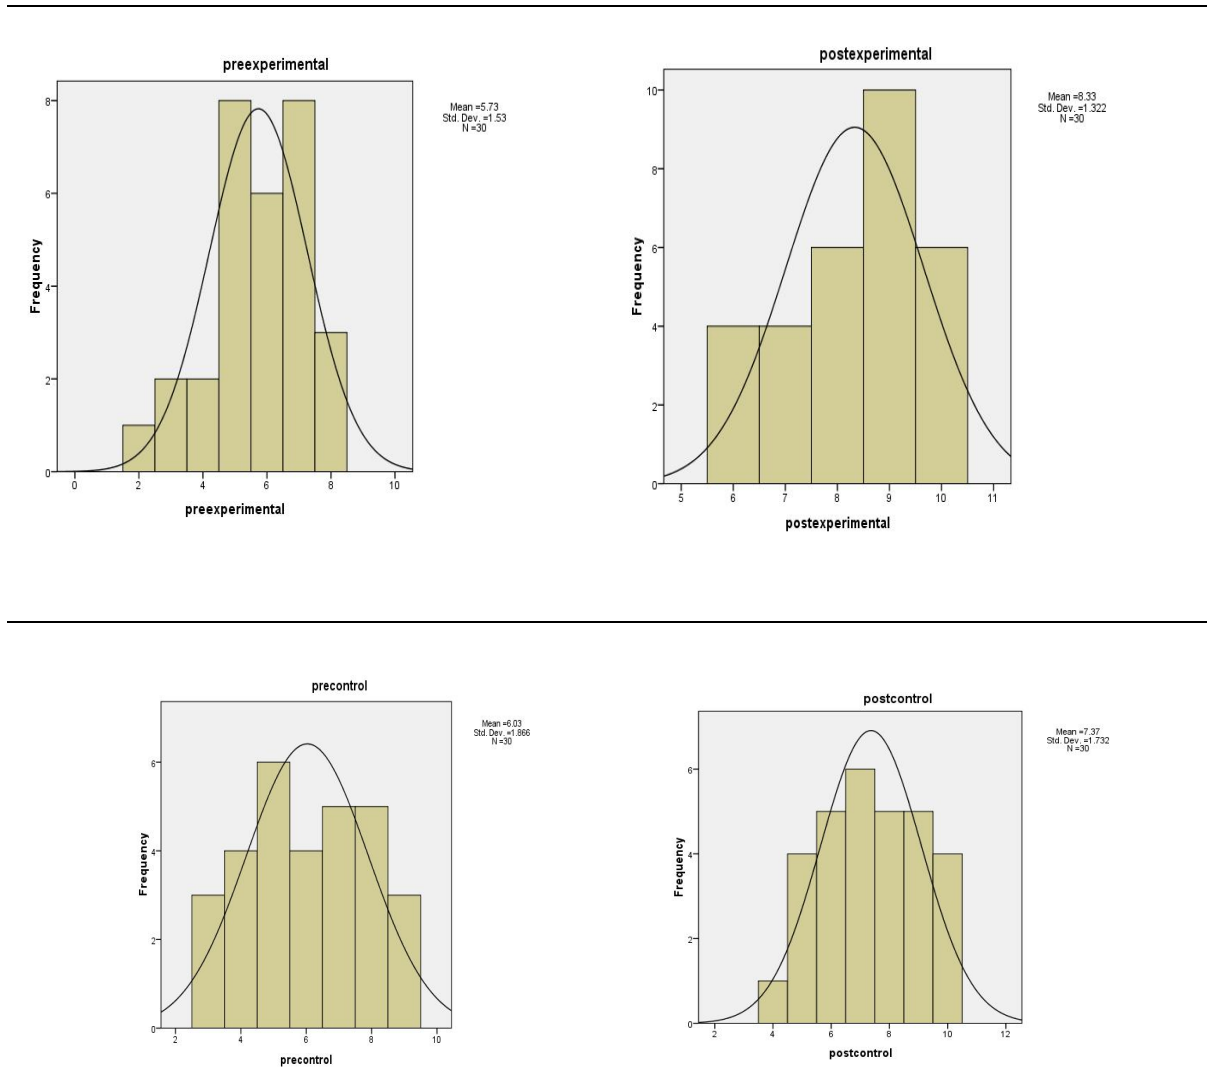 preexperimental
Mean =5.73
Std. Dev. =1.53
N =30
8
6
4
2
0
Frequency
0 2 4 6 8 10
preexperimental
postexperimental
Mean =8.33
Std. Dev. =1.322
N =30
10
8
6
4
2
0
Frequency
5 6 7 8 9 10 11
postexperimental
precontrol
Mean =6.03
Std. Dev. =1.866
N =30
6
4
2
0
Frequency
2 4 6 8 10
precontrol
postcontrol
Mean =7.37
Std. Dev. =1.732
N =30
6
4
2
0
Frequency
2 4 6 8 10 12
postcontrol